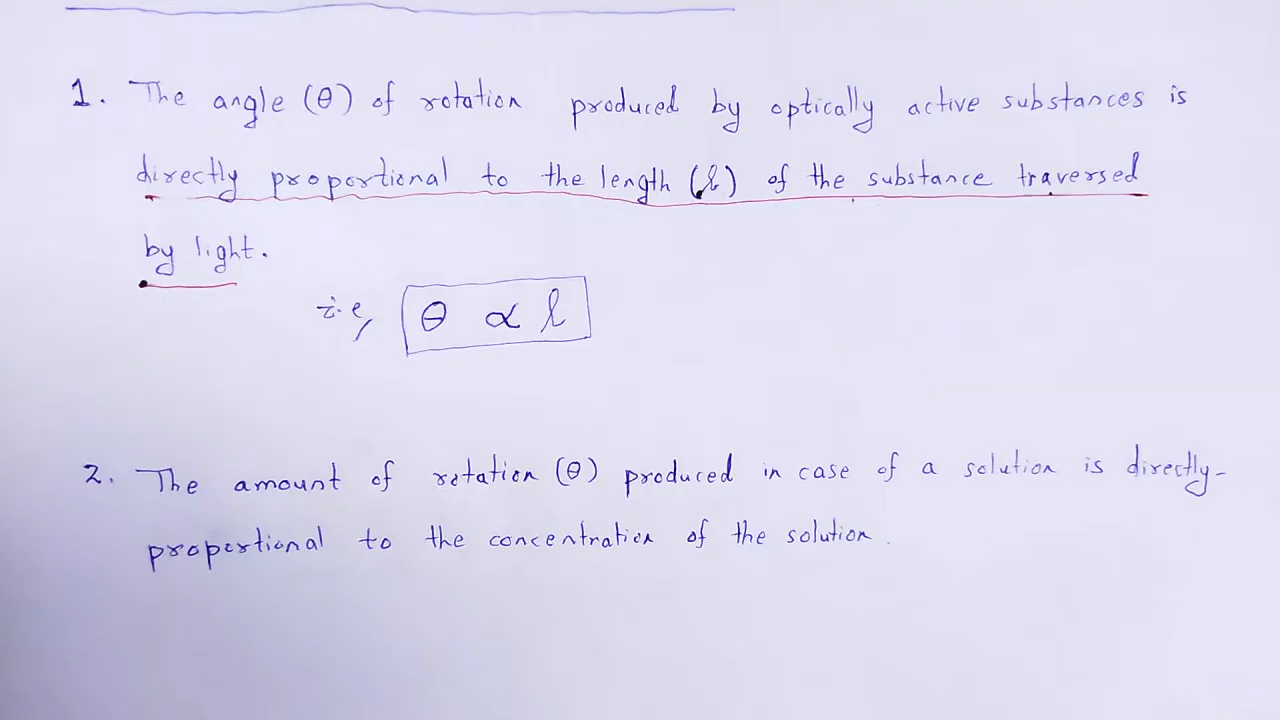 1. The angle (θ) of rotation produced by optically active substances is
directly proportional to the length (l) of the substance traversed
by light.
i.e, θ ∝ l
2. The amount of rotation (θ) produced in case of a solution is directly-
proportional to the concentration of the solution.